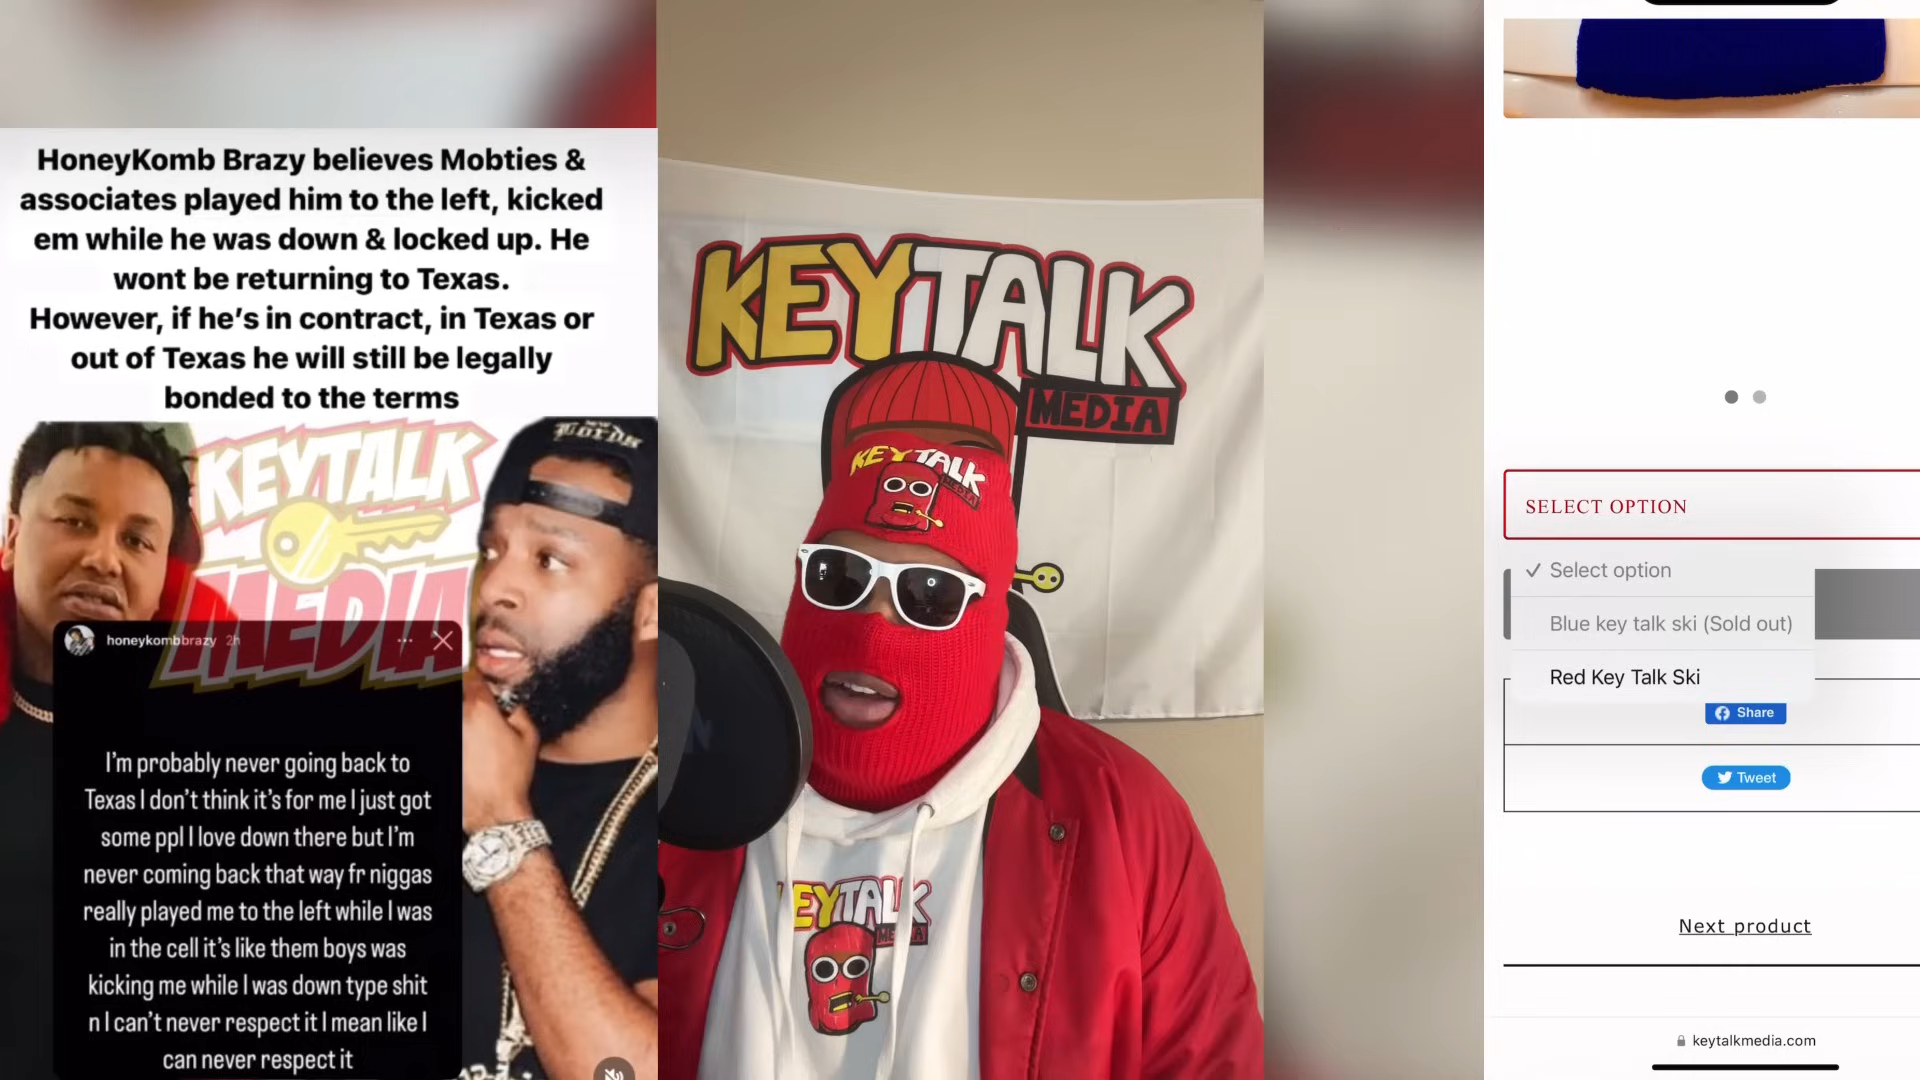 HoneyKomb Brazy believes Mobties &
associates played him to the left, kicked
em while he was down & locked up. He
wont be returning to Texas.
However, if he's in contract, in Texas or
out of Texas he will still be legally
bonded to the terms
KEYTALK
MEDIA
Lords
honeykombbrazy 2h
I'm probably never going back to
Texas I don't think it's for me I just got
some ppl I love down there but I'm
never coming back that way fr niggas
really played me to the left while I was
in the cell it's like them boys was
kicking me while I was down type shit
n I can't never respect it I mean like I
can never respect it
KEYTALK
MEDIA
KEYTALK
MEDIA
KEYTALK
MEDIA
SELECT OPTION
Select option
Blue key talk ski (Sold out)
Red Key Talk Ski
Share
Tweet
Next product
keytalkmedia.com